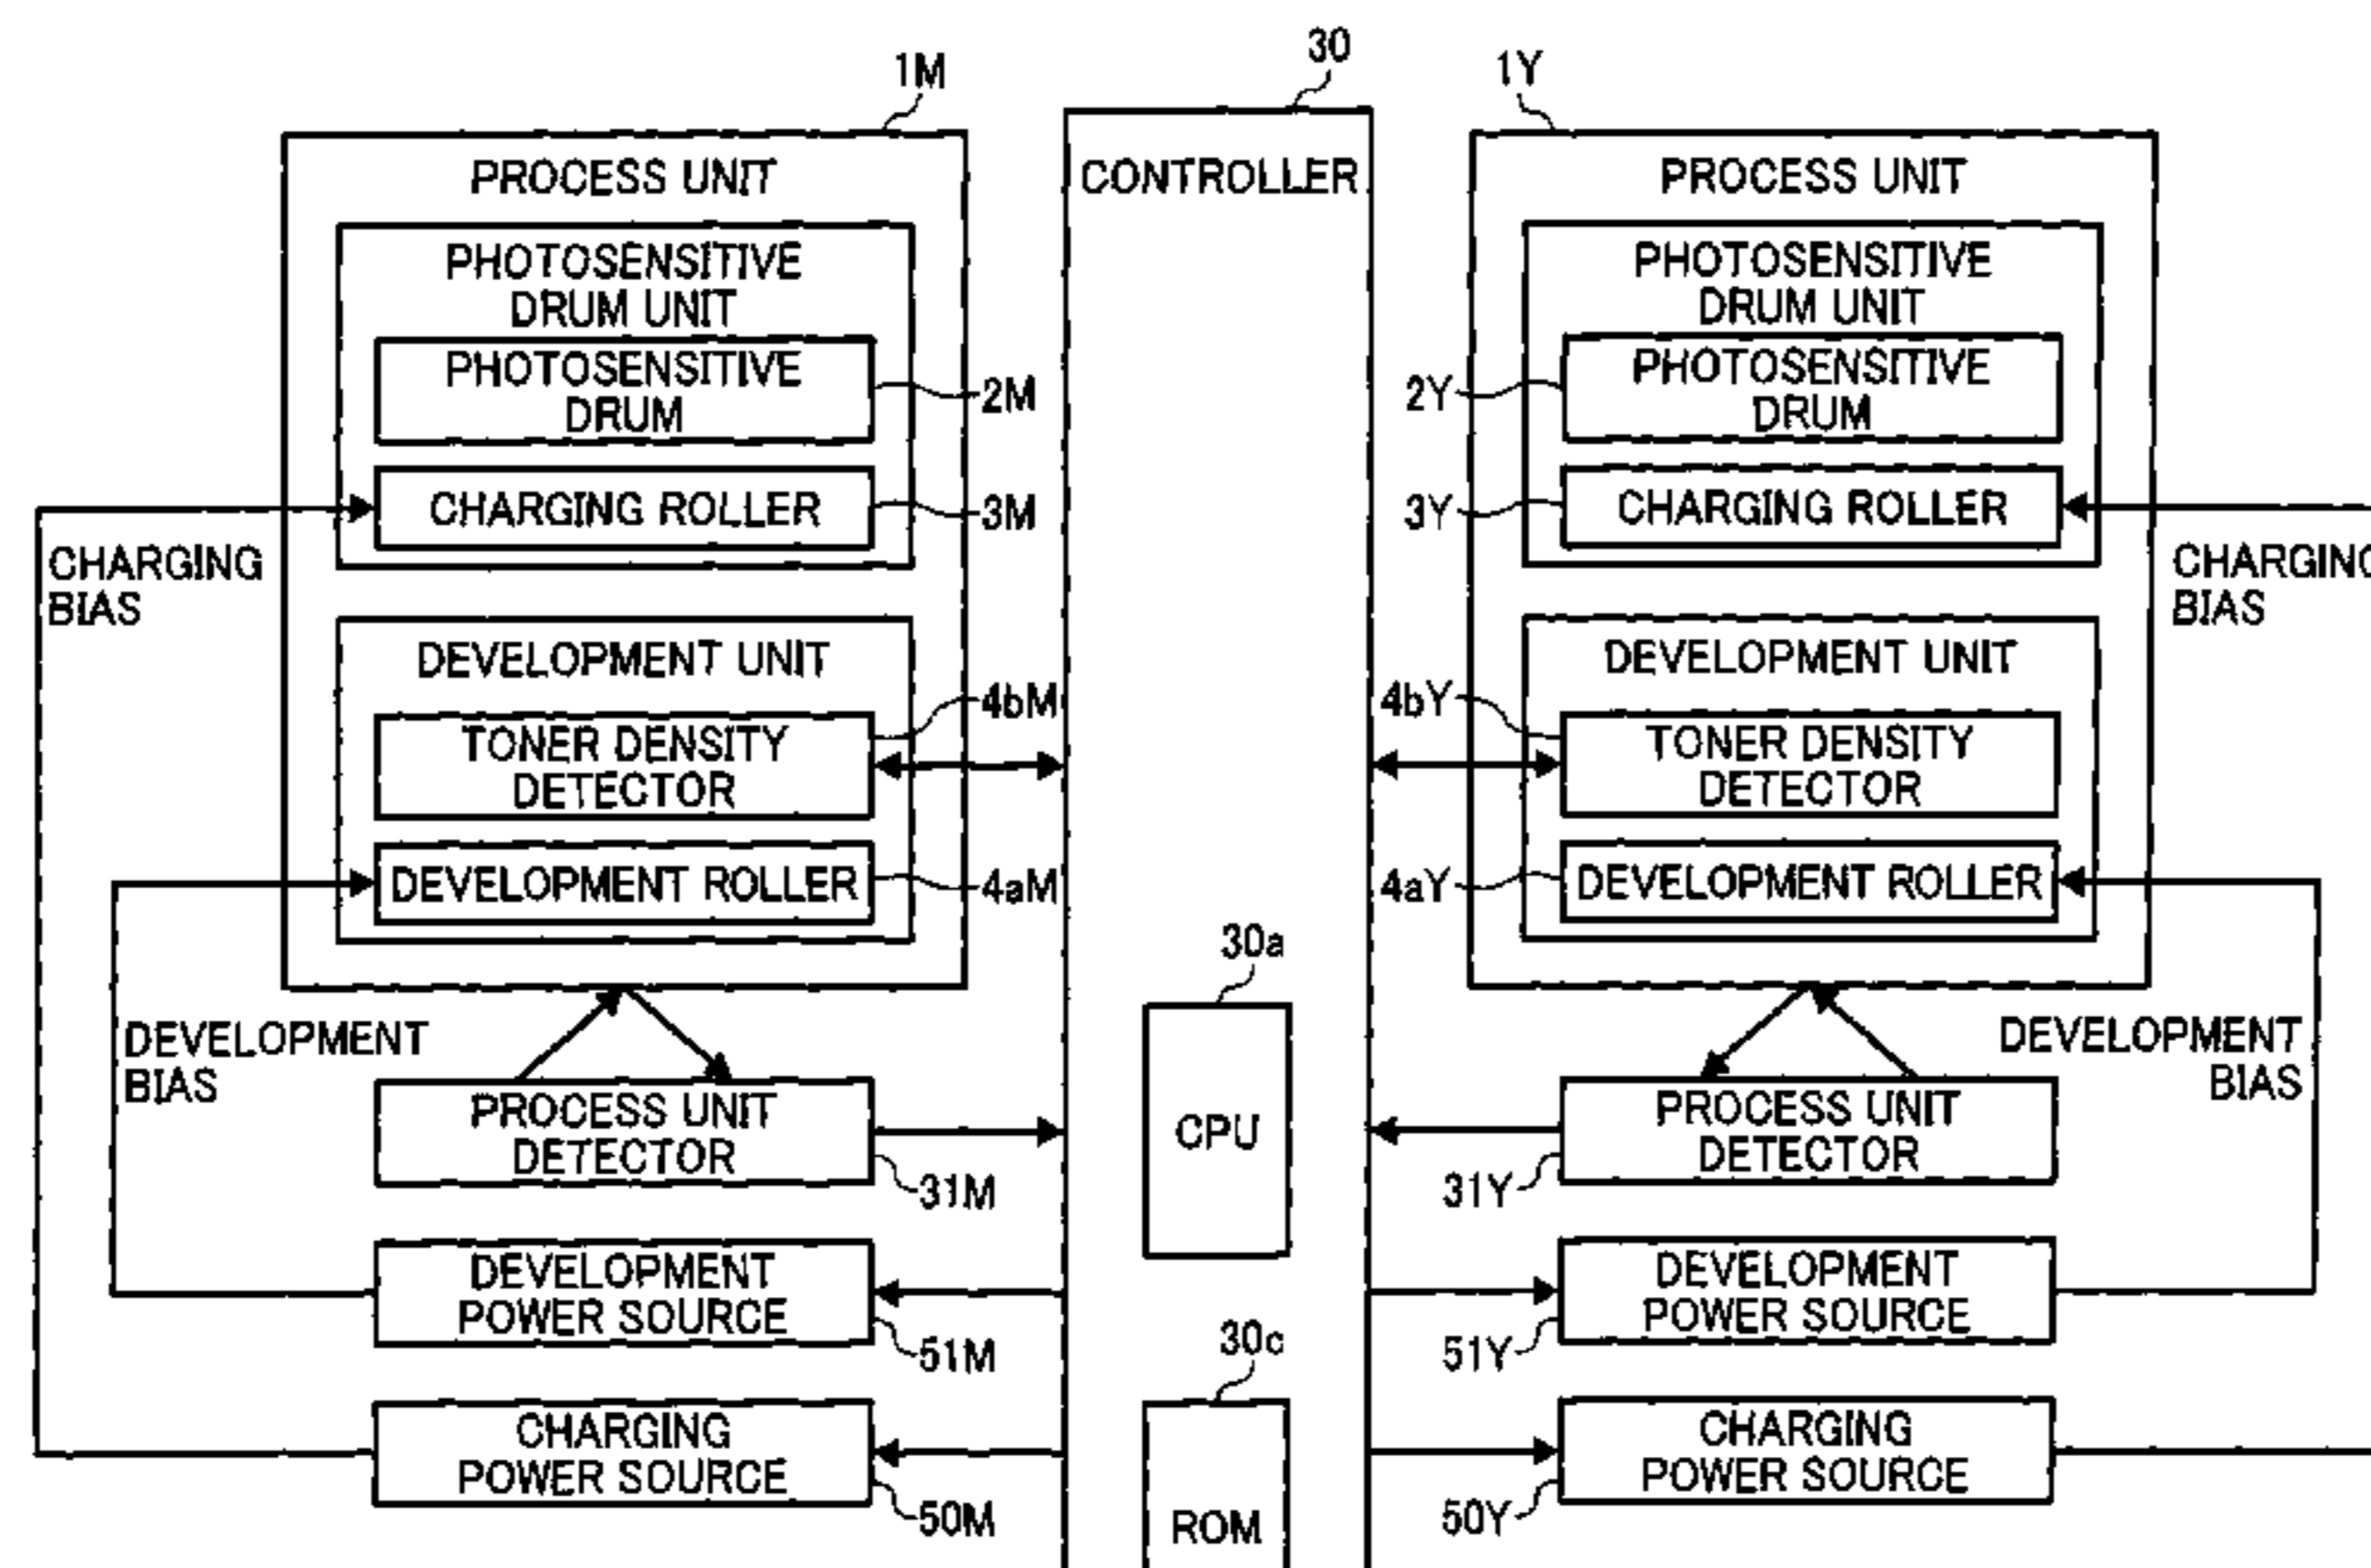 30
1M
1Y
PROCESS UNIT
CONTROLLER
PROCESS UNIT
PHOTOSENSITIVE
DRUM UNIT
PHOTOSENSITIVE
DRUM
2M
CHARGING ROLLER
3M
CHARGING
BIAS
DEVELOPMENT UNIT
4bM
TONER DENSITY
DETECTOR
DEVELOPMENT ROLLER
4aM
DEVELOPMENT
BIAS
PROCESS UNIT
DETECTOR
31M
DEVELOPMENT
POWER SOURCE
51M
CHARGING
POWER SOURCE
50M
30a
CPU
30c
ROM
PHOTOSENSITIVE
DRUM UNIT
PHOTOSENSITIVE
DRUM
2Y
CHARGING ROLLER
3Y
CHARGING
BIAS
DEVELOPMENT UNIT
4bY
TONER DENSITY
DETECTOR
4aY
DEVELOPMENT ROLLER
DEVELOPMENT
BIAS
PROCESS UNIT
DETECTOR
31Y
DEVELOPMENT
POWER SOURCE
51Y
CHARGING
POWER SOURCE
50Y